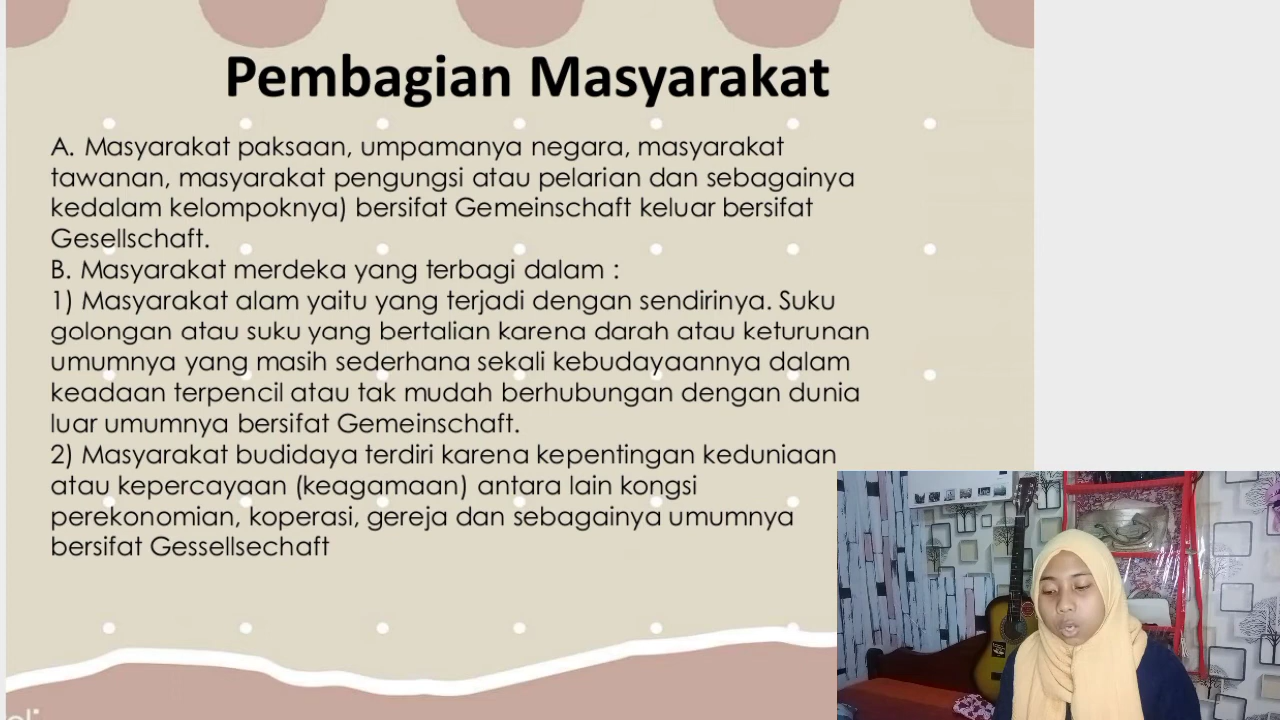 Pembagian Masyarakat
A. Masyarakat paksaan, umpamanya negara, masyarakat
tawanan, masyarakat pengungsi atau pelarian dan sebagainya
kedalam kelompoknya) bersifat Gemeinschaft keluar bersifat
Gesellschaft.
B. Masyarakat merdeka yang terbagi dalam :
1) Masyarakat alam yaitu yang terjadi dengan sendirinya. Suku
golongan atau suku yang bertalian karena darah atau keturunan
umumnya yang masih sederhana sekali kebudayaannya dalam
keadaan terpencil atau tak mudah berhubungan dengan dunia
luar umumnya bersifat Gemeinschaft.
2) Masyarakat budidaya terdiri karena kepentingan keduniaan
atau kepercayaan (keagamaan) antara lain kongsi
perekonomian, koperasi, gereja dan sebagainya umumnya
bersifat Gessellsechaft